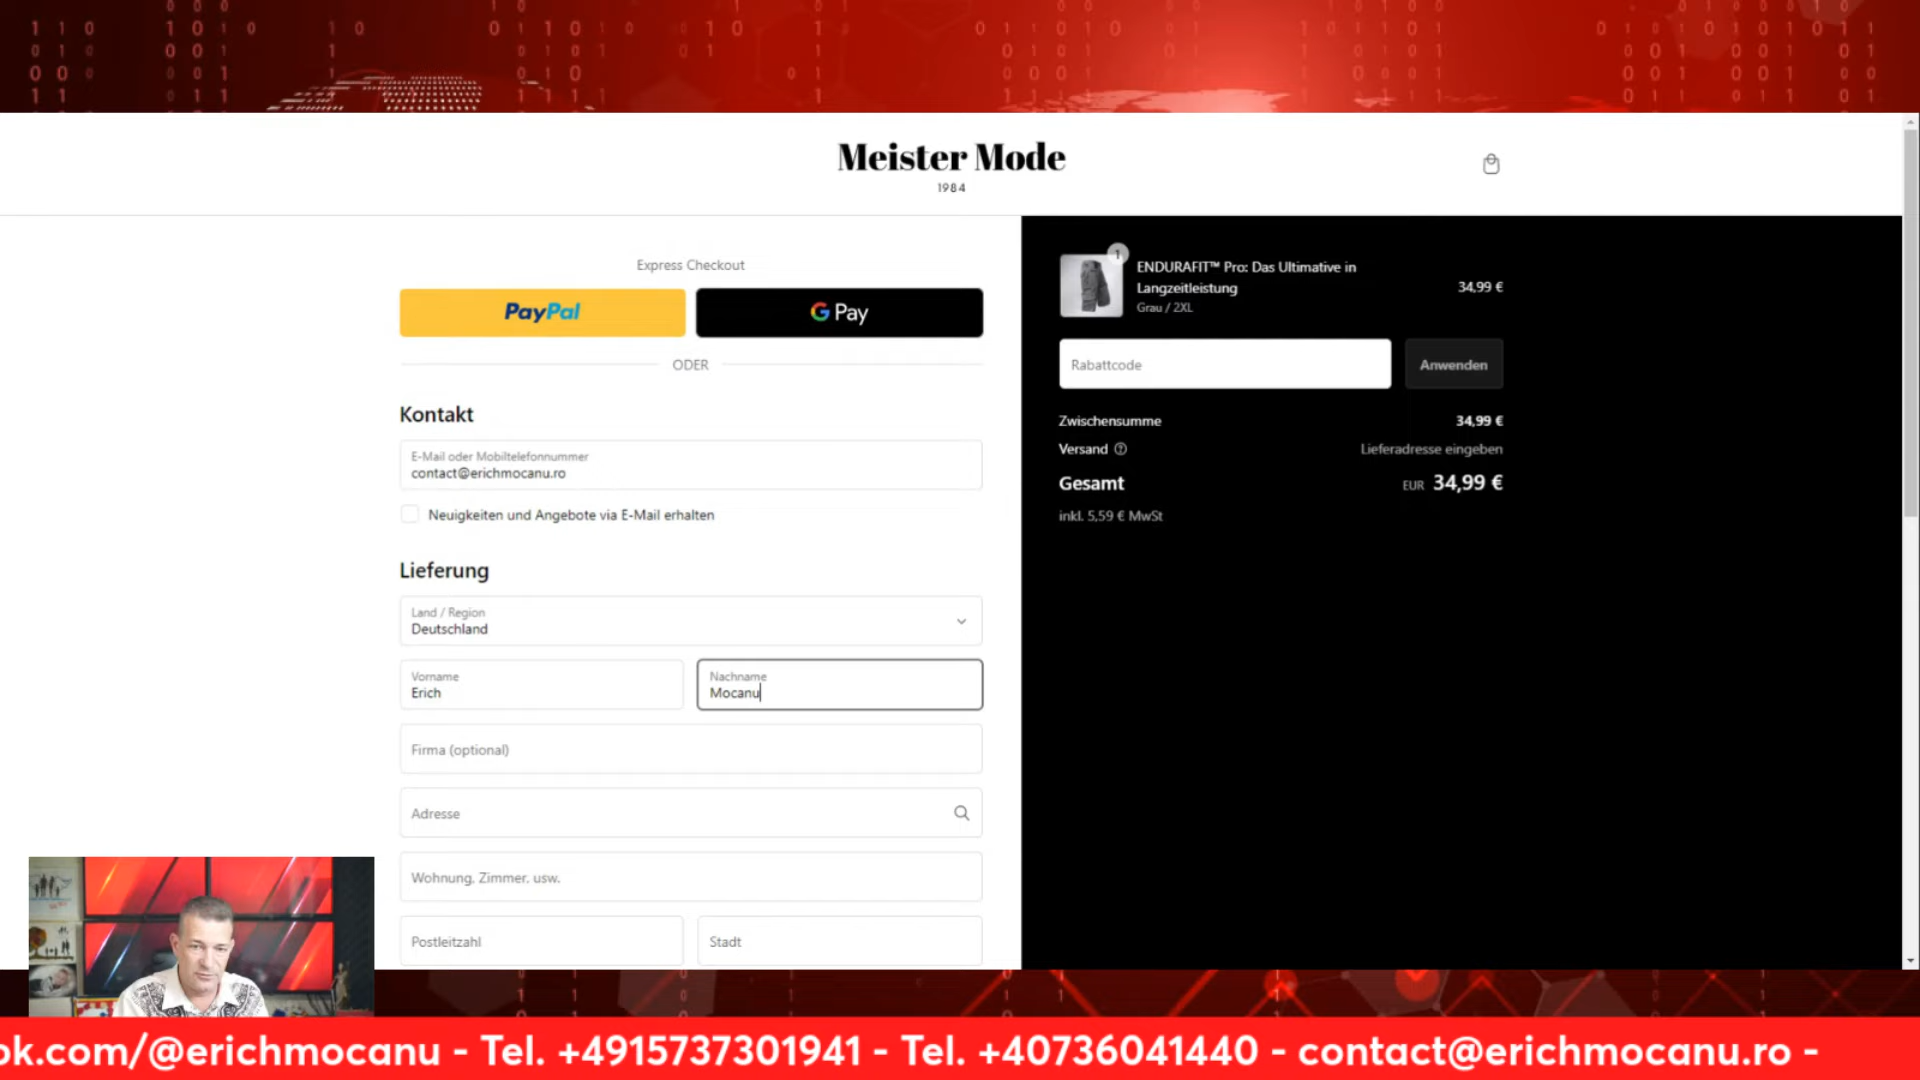 Meister Mode
1984
Express Checkout
PayPal
G Pay
ODER
Kontakt
E-Mail oder Mobiltelefonnummer
contact@erichmocanu.ro
Neuigkeiten und Angebote via E-Mail erhalten
Lieferung
Land / Region
Deutschland
Vorname
Erich
Nachname
Mocanu
Firma (optional)
Adresse
Wohnung, Zimmer, usw.
Postleitzahl
Stadt
1
ENDURAFIT™ Pro: Das Ultimative in
Langzeitleistung
Grau / 2XL
34,99 €
Rabattcode
Anwenden
Zwischensumme 34,99 €
Versand Lieferadresse eingeben
Gesamt EUR 34,99 €
inkl. 5,59 € MwSt
ok.com/@erichmocanu - Tel. +4915737301941 - Tel. +40736041440 - contact@erichmocanu.ro -